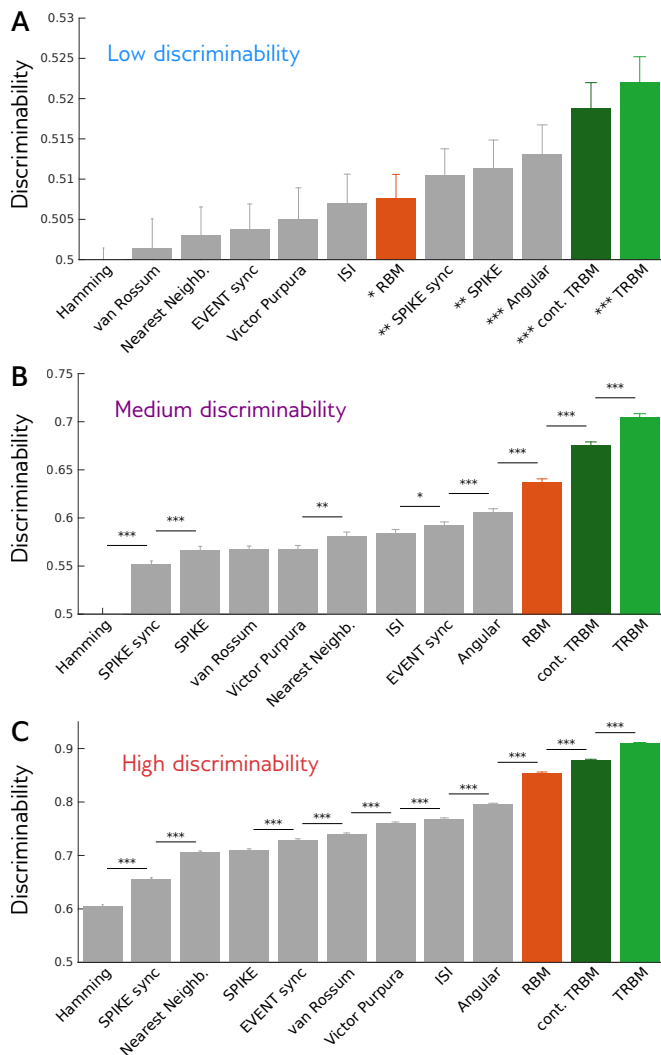 A
Low discriminability
Discriminability
0.53
0.525
0.52
0.515
0.51
0.505
0.5
Hamming
van Rossum
Nearest Neighb.
EVENT sync
Victor Purpura
ISI
* RBM
** SPIKE sync
** SPIKE
*** Angular
*** cont. TRBM
*** TRBM
B
Medium discriminability
Discriminability
0.75
0.7
0.65
0.6
0.55
0.5
*** *** ** * *** *** *** ***
Hamming
SPIKE sync
SPIKE
van Rossum
Victor Purpura
Nearest Neighb.
ISI
EVENT sync
Angular
RBM
cont. TRBM
TRBM
C
High discriminability
Discriminability
0.9
0.8
0.7
0.6
0.5
*** *** *** *** *** *** *** *** *** ***
Hamming
SPIKE sync
Nearest Neighb.
SPIKE
EVENT sync
van Rossum
Victor Purpura
ISI
Angular
RBM
cont. TRBM
TRBM